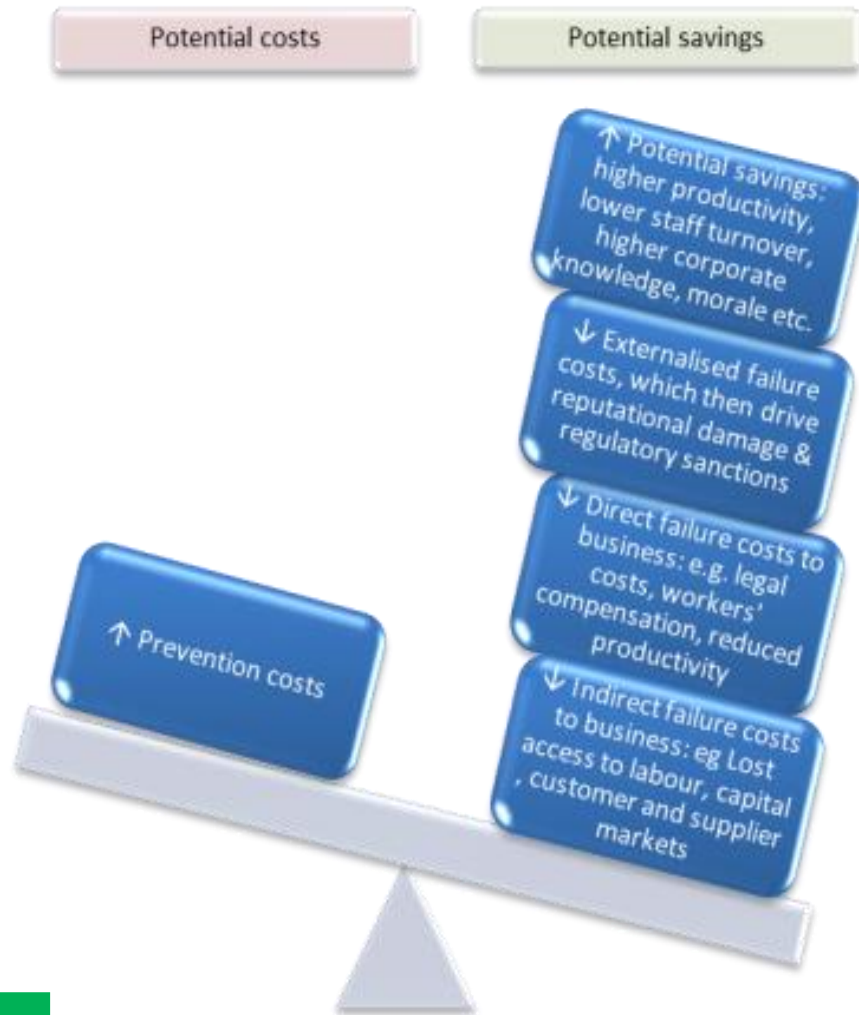 Potential costs
Potential savings
↑ Potential savings:
higher productivity,
lower staff turnover,
higher corporate
knowledge, morale etc.
↓ Externalised failure
costs, which then drive
reputational damage &
regulatory sanctions
↓ Direct failure costs to
business: e.g. legal
costs, workers'
compensation, reduced
productivity
↓ Indirect failure costs
to business: eg Lost
access to labour, capital
, customer and supplier
markets
↑ Prevention costs